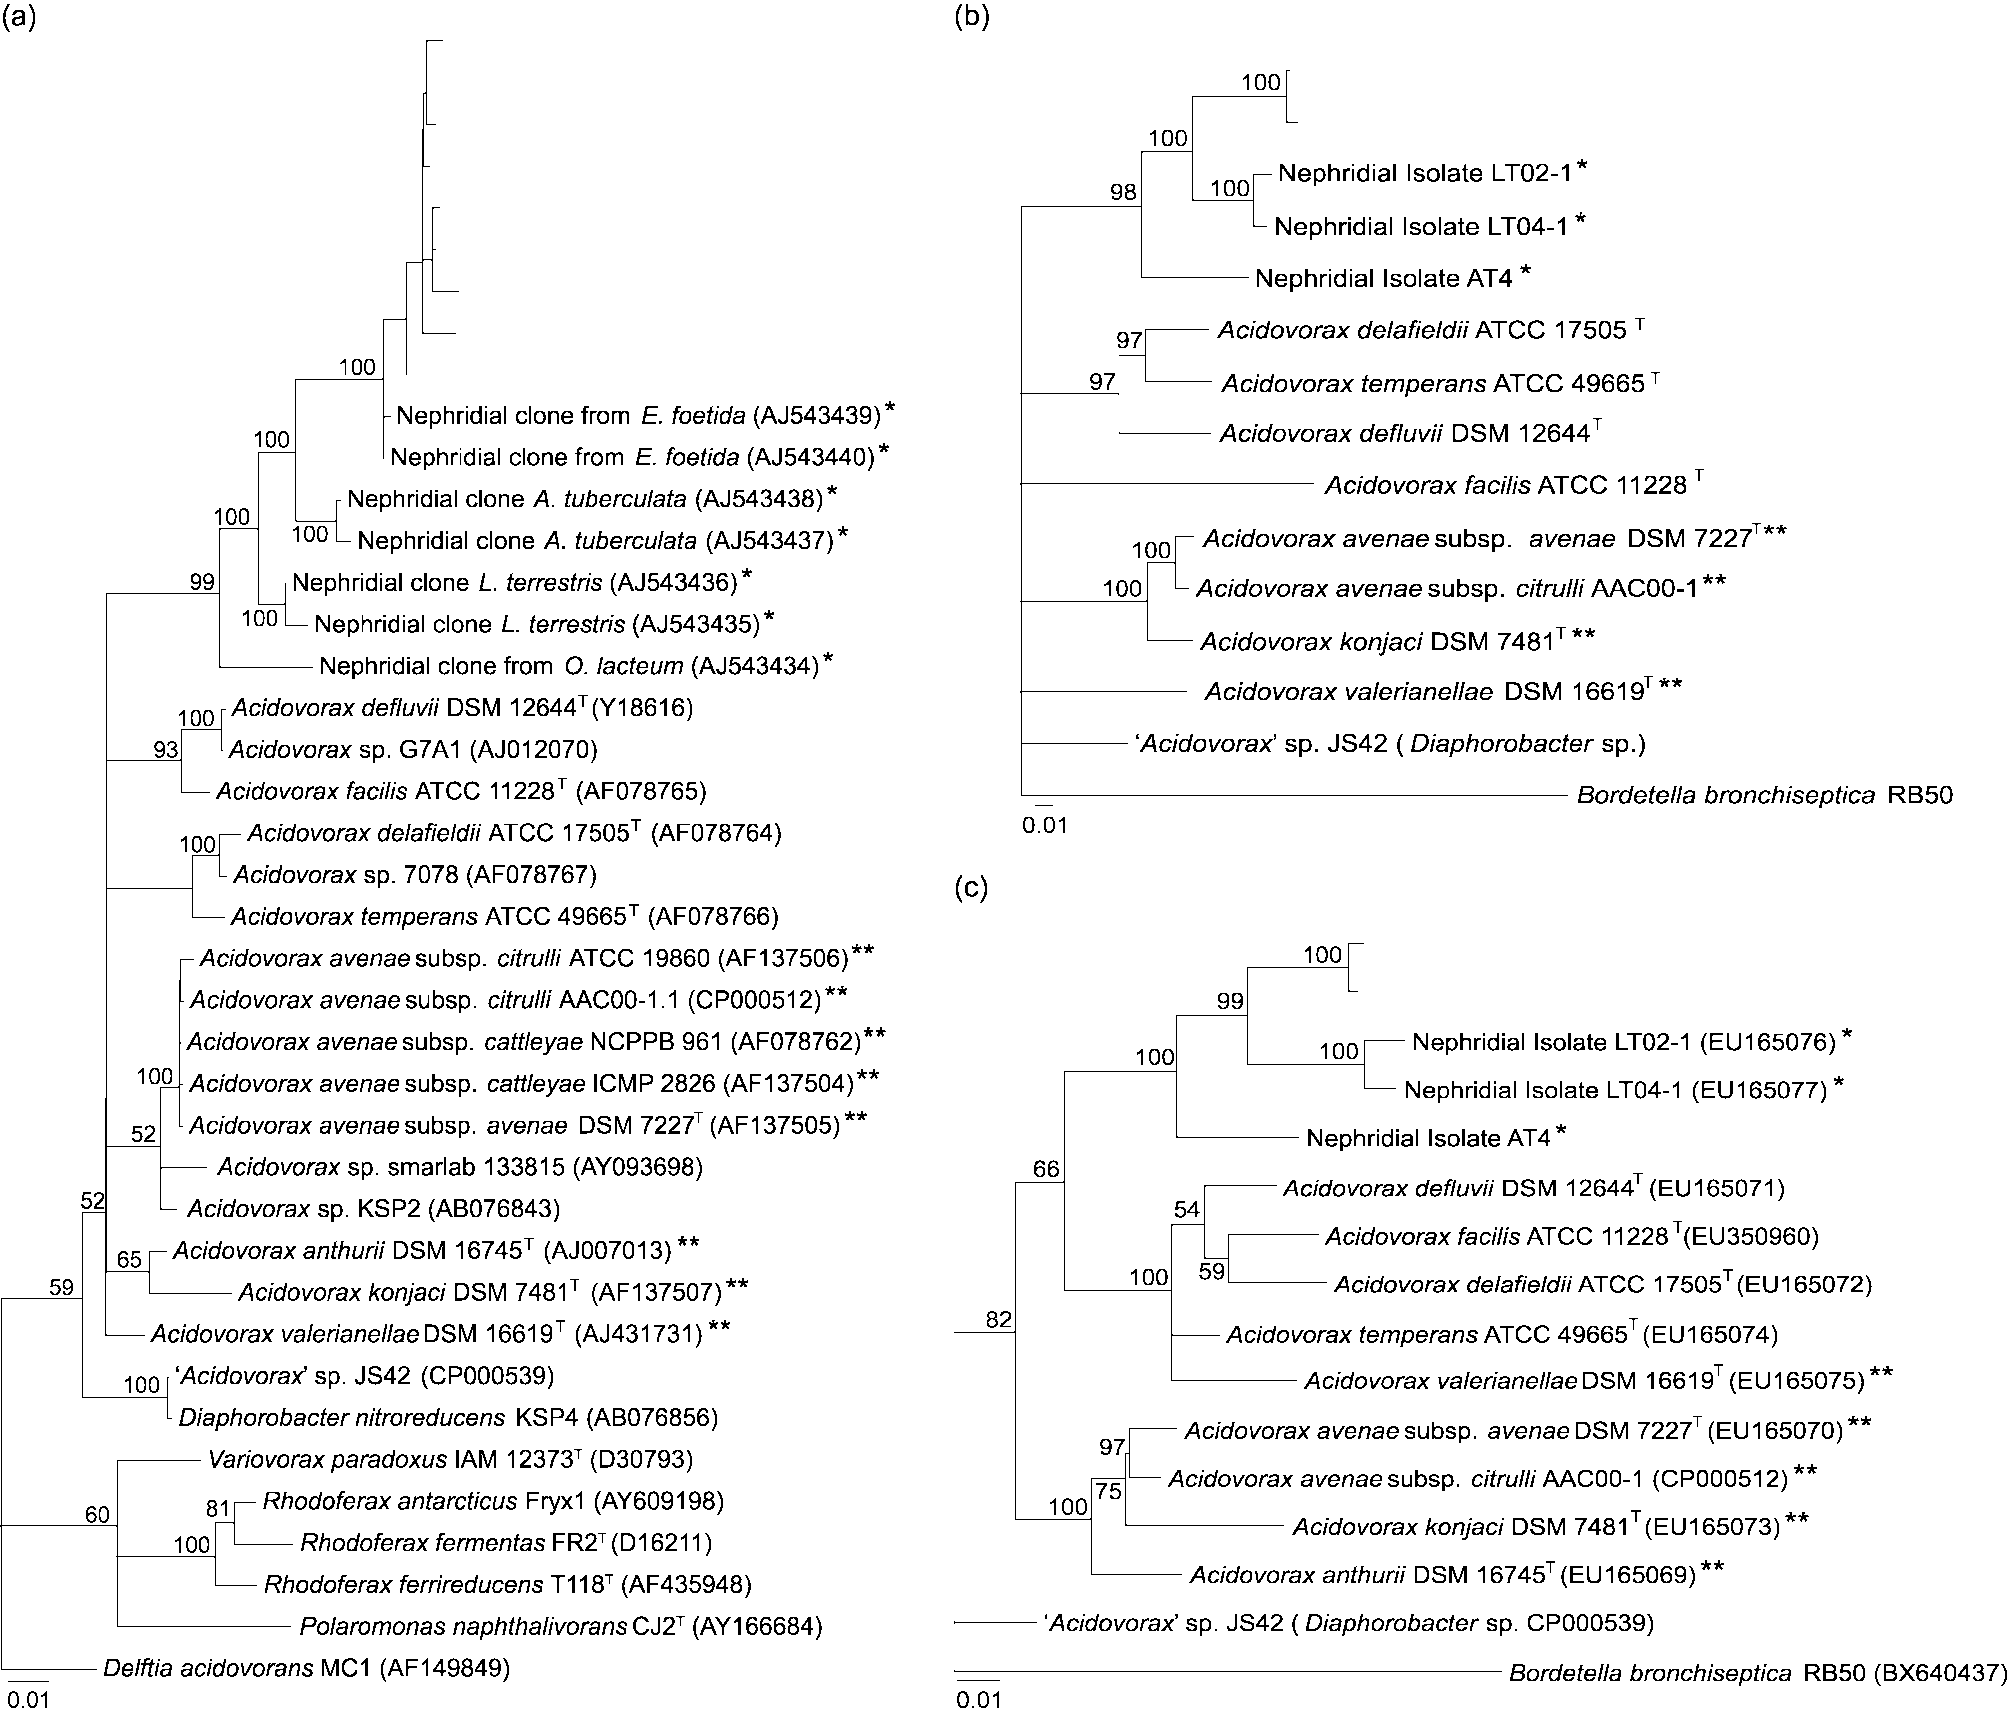 (a)
100
Nephridial clone from E. foetida (AJ543439)*
Nephridial clone from E. foetida (AJ543440)*
100
Nephridial clone A. tuberculata (AJ543438)*
100
Nephridial clone A. tuberculata (AJ543437)*
100
Nephridial clone L. terrestris (AJ543436)*
99
100
Nephridial clone L. terrestris (AJ543435)*
Nephridial clone from O. lacteum (AJ543434)*
Acidovorax defluvii DSM 12644T (Y18616)
100
93
Acidovorax sp. G7A1 (AJ012070)
Acidovorax facilis ATCC 11228T (AF078765)
Acidovorax delafieldii ATCC 17505T (AF078764)
100
Acidovorax sp. 7078 (AF078767)
Acidovorax temperans ATCC 49665T (AF078766)
Acidovorax avenae subsp. citrulli ATCC 19860 (AF137506)**
Acidovorax avenae subsp. citrulli AAC00-1.1 (CP000512)**
Acidovorax avenae subsp. cattleyae NCPPB 961 (AF078762)**
100
Acidovorax avenae subsp. cattleyae ICMP 2826 (AF137504)**
Acidovorax avenae subsp. avenae DSM 7227T (AF137505)**
52
Acidovorax sp. smarlab 133815 (AY093698)
52
Acidovorax sp. KSP2 (AB076843)
65
Acidovorax anthurii DSM 16745T (AJ007013) **
59
Acidovorax konjaci DSM 7481T (AF137507)**
Acidovorax valerianellae DSM 16619T (AJ431731) **
100
‘Acidovorax’ sp. JS42 (CP000539)
Diaphorobacter nitroreducens KSP4 (AB076856)
Variovorax paradoxus IAM 12373T (D30793)
81
Rhodoferax antarcticus Fryx1 (AY609198)
60
100
Rhodoferax fermentas FR2T (D16211)
Rhodoferax ferrireducens T118T (AF435948)
Polaromonas naphthalivorans CJ2T (AY166684)
Delftia acidovorans MC1 (AF149849)
0.01
(b)
100
100
Nephridial Isolate LT02-1*
98
100
Nephridial Isolate LT04-1*
Nephridial Isolate AT4*
Acidovorax delafieldii ATCC 17505 T
97
97
Acidovorax temperans ATCC 49665 T
Acidovorax defluvii DSM 12644T
Acidovorax facilis ATCC 11228 T
Acidovorax avenae subsp. avenae DSM 7227T**
100
100
Acidovorax avenae subsp. citrulli AAC00-1**
Acidovorax konjaci DSM 7481T **
Acidovorax valerianellae DSM 16619T**
‘Acidovorax’ sp. JS42 ( Diaphorobacter sp.)
Bordetella bronchiseptica RB50
0.01
(c)
100
99
100
100
Nephridial Isolate LT02-1 (EU165076)*
Nephridial Isolate LT04-1 (EU165077)*
Nephridial Isolate AT4*
66
Acidovorax defluvii DSM 12644T (EU165071)
54
Acidovorax facilis ATCC 11228 T(EU350960)
100
59
Acidovorax delafieldii ATCC 17505T(EU165072)
82
Acidovorax temperans ATCC 49665T(EU165074)
Acidovorax valerianellae DSM 16619T (EU165075)**
Acidovorax avenae subsp. avenae DSM 7227T (EU165070)**
97
Acidovorax avenae subsp. citrulli AAC00-1 (CP000512)**
75
100
Acidovorax konjaci DSM 7481T(EU165073)**
Acidovorax anthurii DSM 16745T (EU165069)**
‘Acidovorax’ sp. JS42 ( Diaphorobacter sp. CP000539)
Bordetella bronchiseptica RB50 (BX640437)
0.01